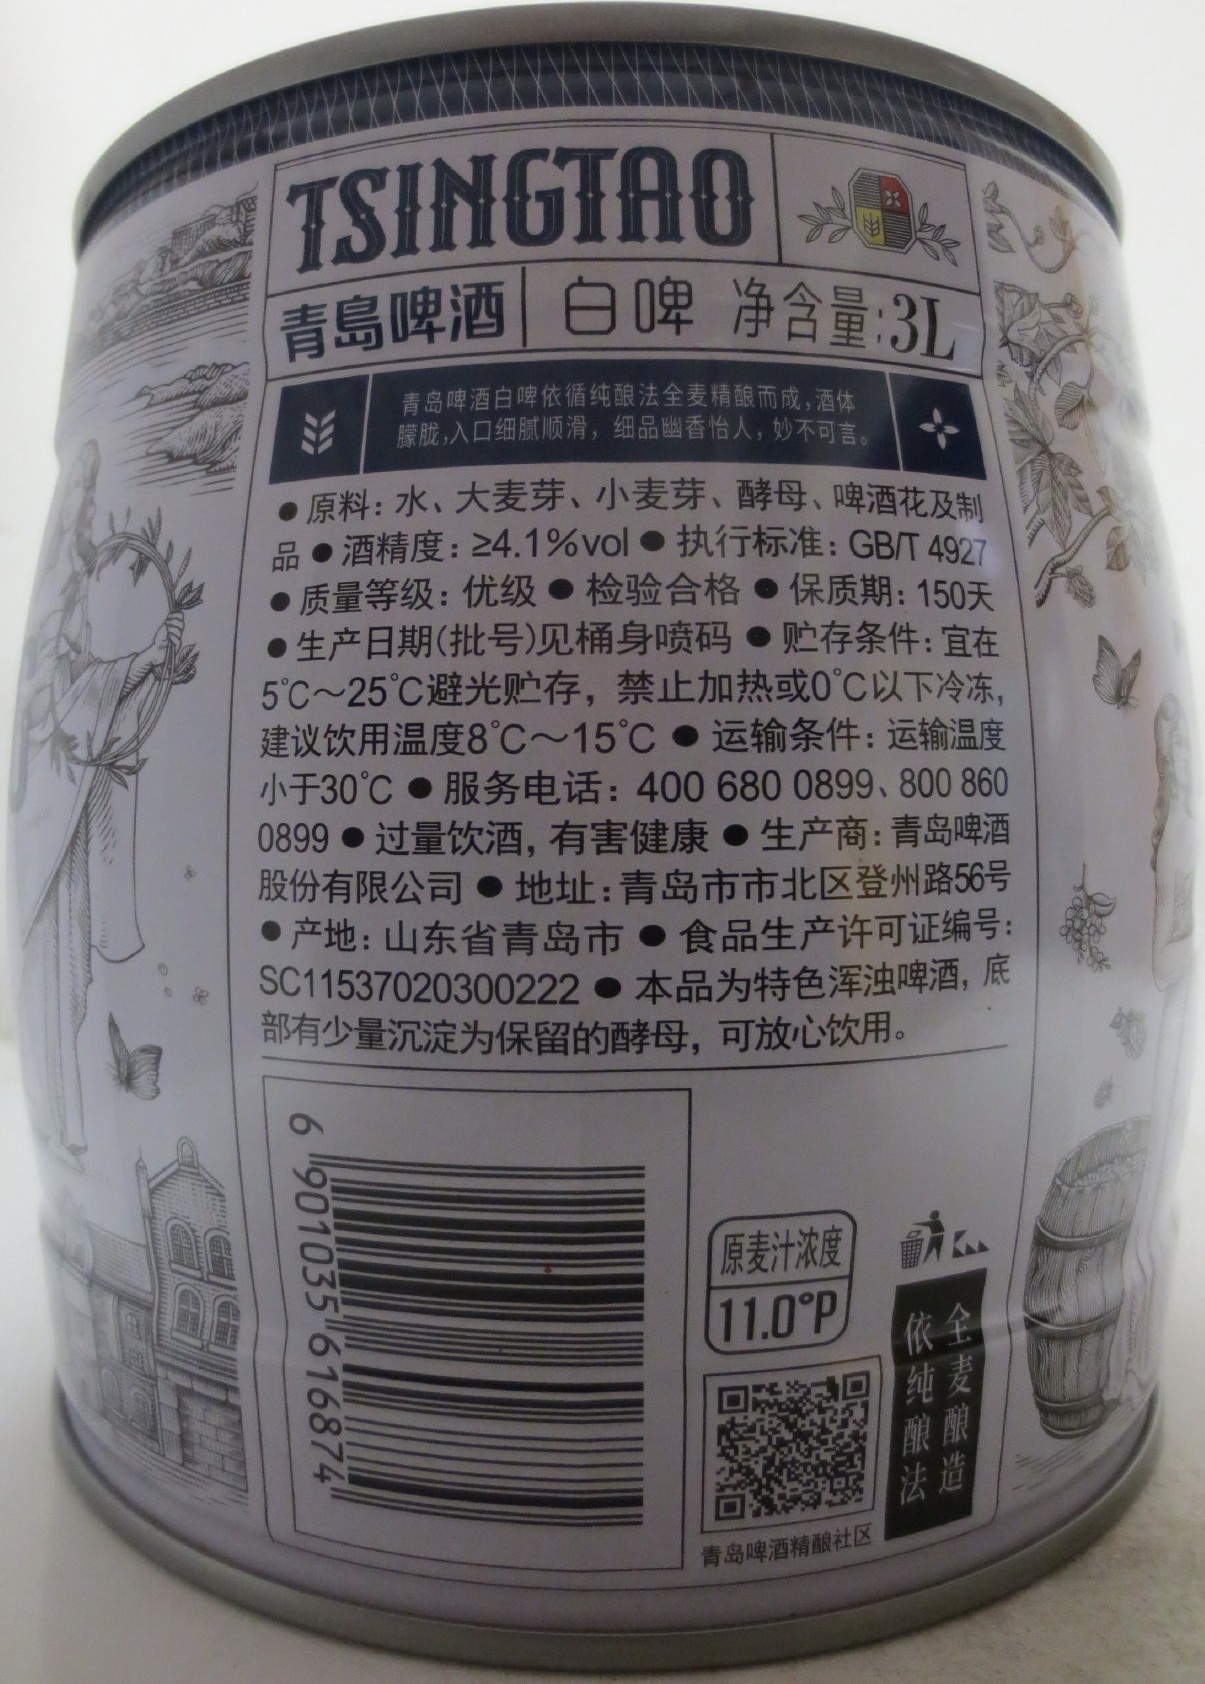 TSINGTAO
青島啤酒 白啤 净含量:3L
青岛啤酒白啤依循纯酿法全麦精酿而成,酒体
朦胧,入口细腻顺滑,细品幽香怡人,妙不可言。
●原料:水、大麦芽、小麦芽、酵母、啤酒花及制
品●酒精度:≥4.1%vol●执行标准:GB/T 4927
●质量等级:优级●检验合格●保质期:150天
●生产日期(批号)见桶身喷码●贮存条件:宜在
5℃~25℃避光贮存,禁止加热或0℃以下冷冻,
建议饮用温度8℃~15℃●运输条件:运输温度
小于30℃●服务电话:400 680 0899、800 860
0899●过量饮酒,有害健康●生产商:青岛啤酒
股份有限公司●地址:青岛市市北区登州路56号
●产地:山东省青岛市●食品生产许可证编号:
SC11537020300222●本品为特色浑浊啤酒,底
部有少量沉淀为保留的酵母,可放心饮用。
6 901035 616874
原麦汁浓度
11.0°P
全麦酿造
依纯酿法
青岛啤酒精酿社区